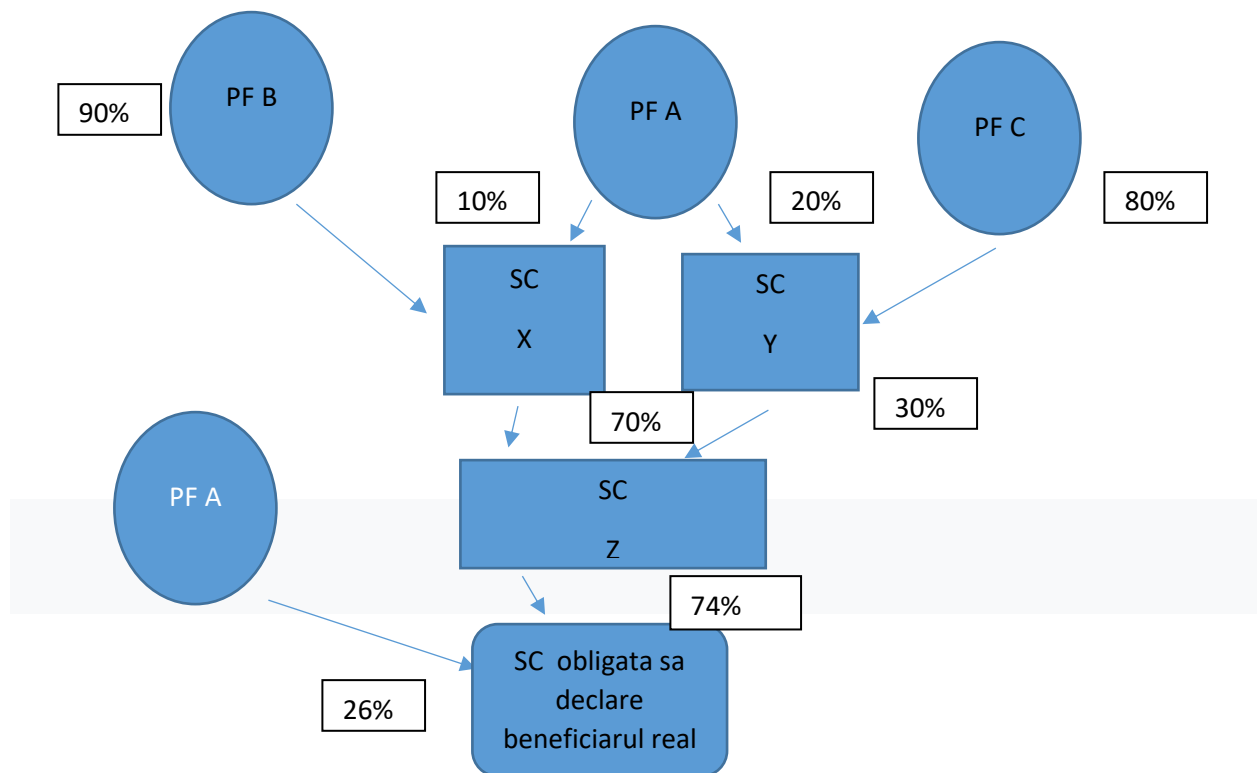 PF B
90%
PF A
PF C
10%
20%
80%
SC
X
SC
Y
70%
30%
PF A
SC
Z
74%
SC obligata sa
declare
beneficiarul real
26%